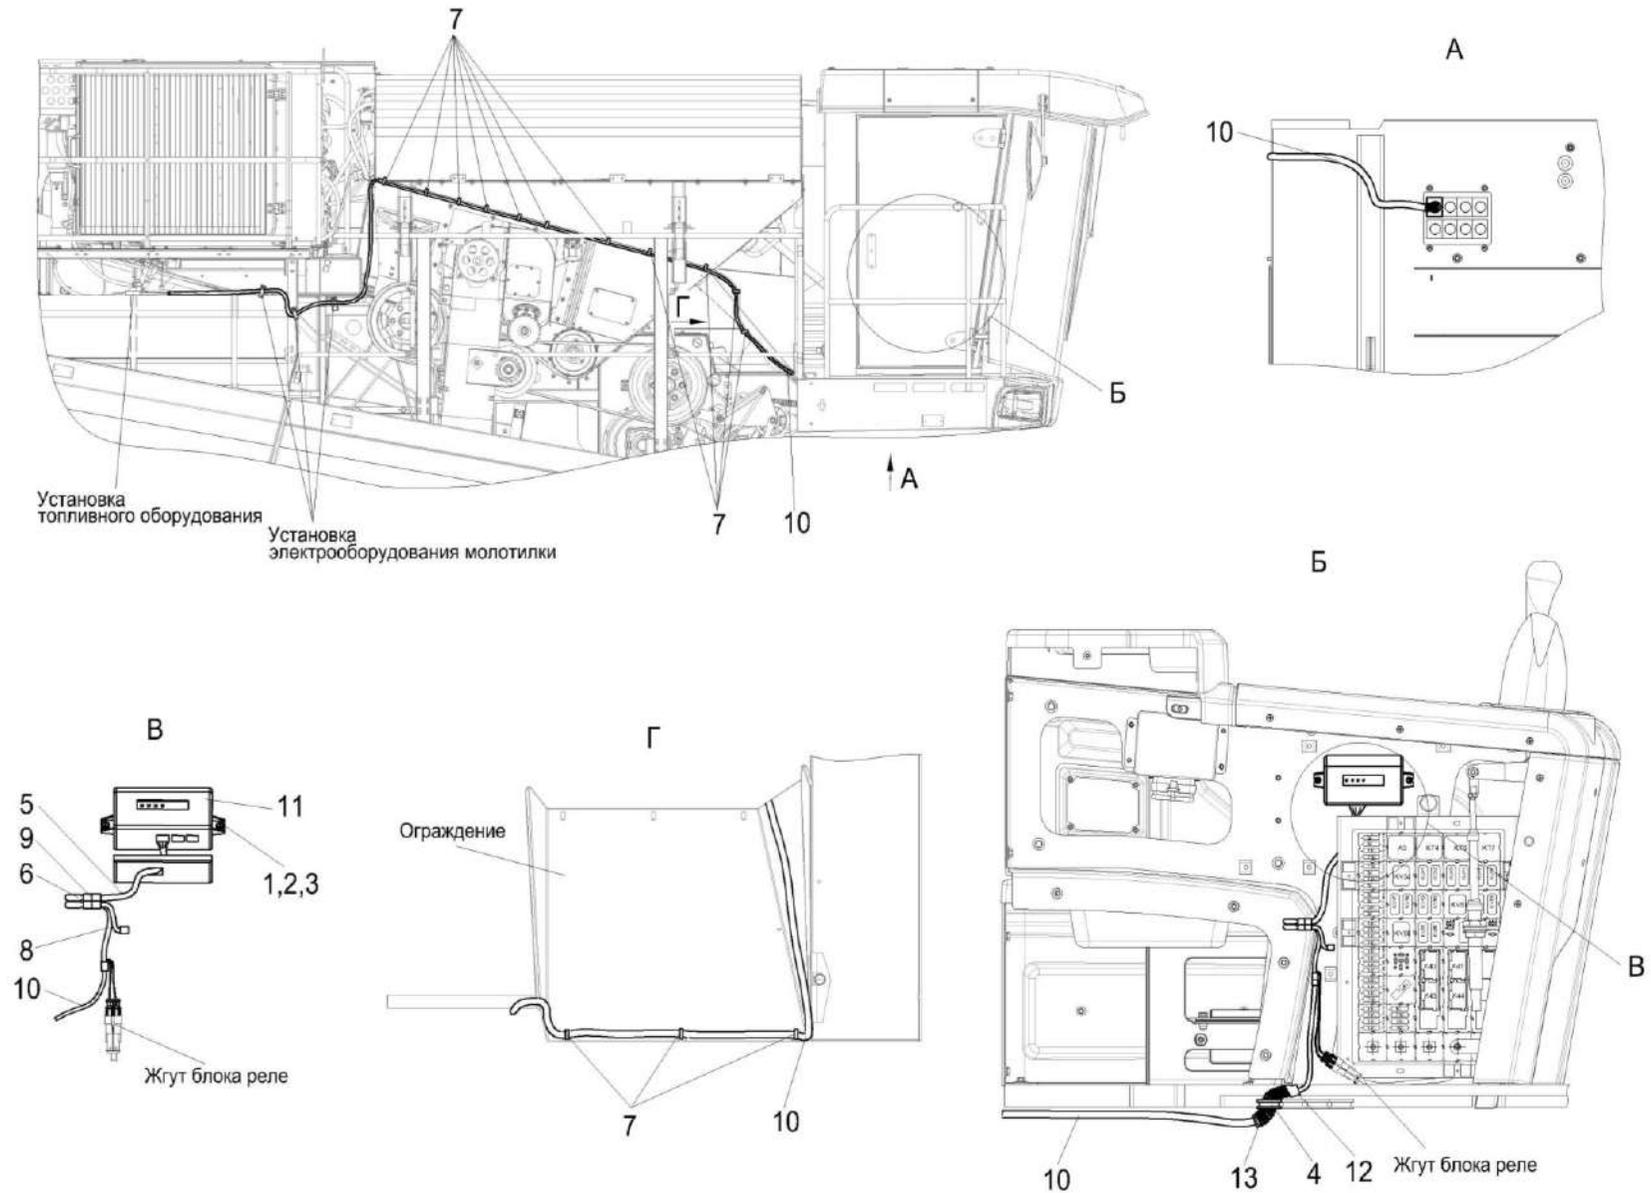 7
А
10
Г
Б
А
Установка
топливного оборудования
Установка
электрооборудования молотилки
7
10
Б
В
Г
5
9
6
8
10
11
1,2,3
Жгут блока реле
Ограждение
7
10
В
10
13
4
12
Жгут блока реле